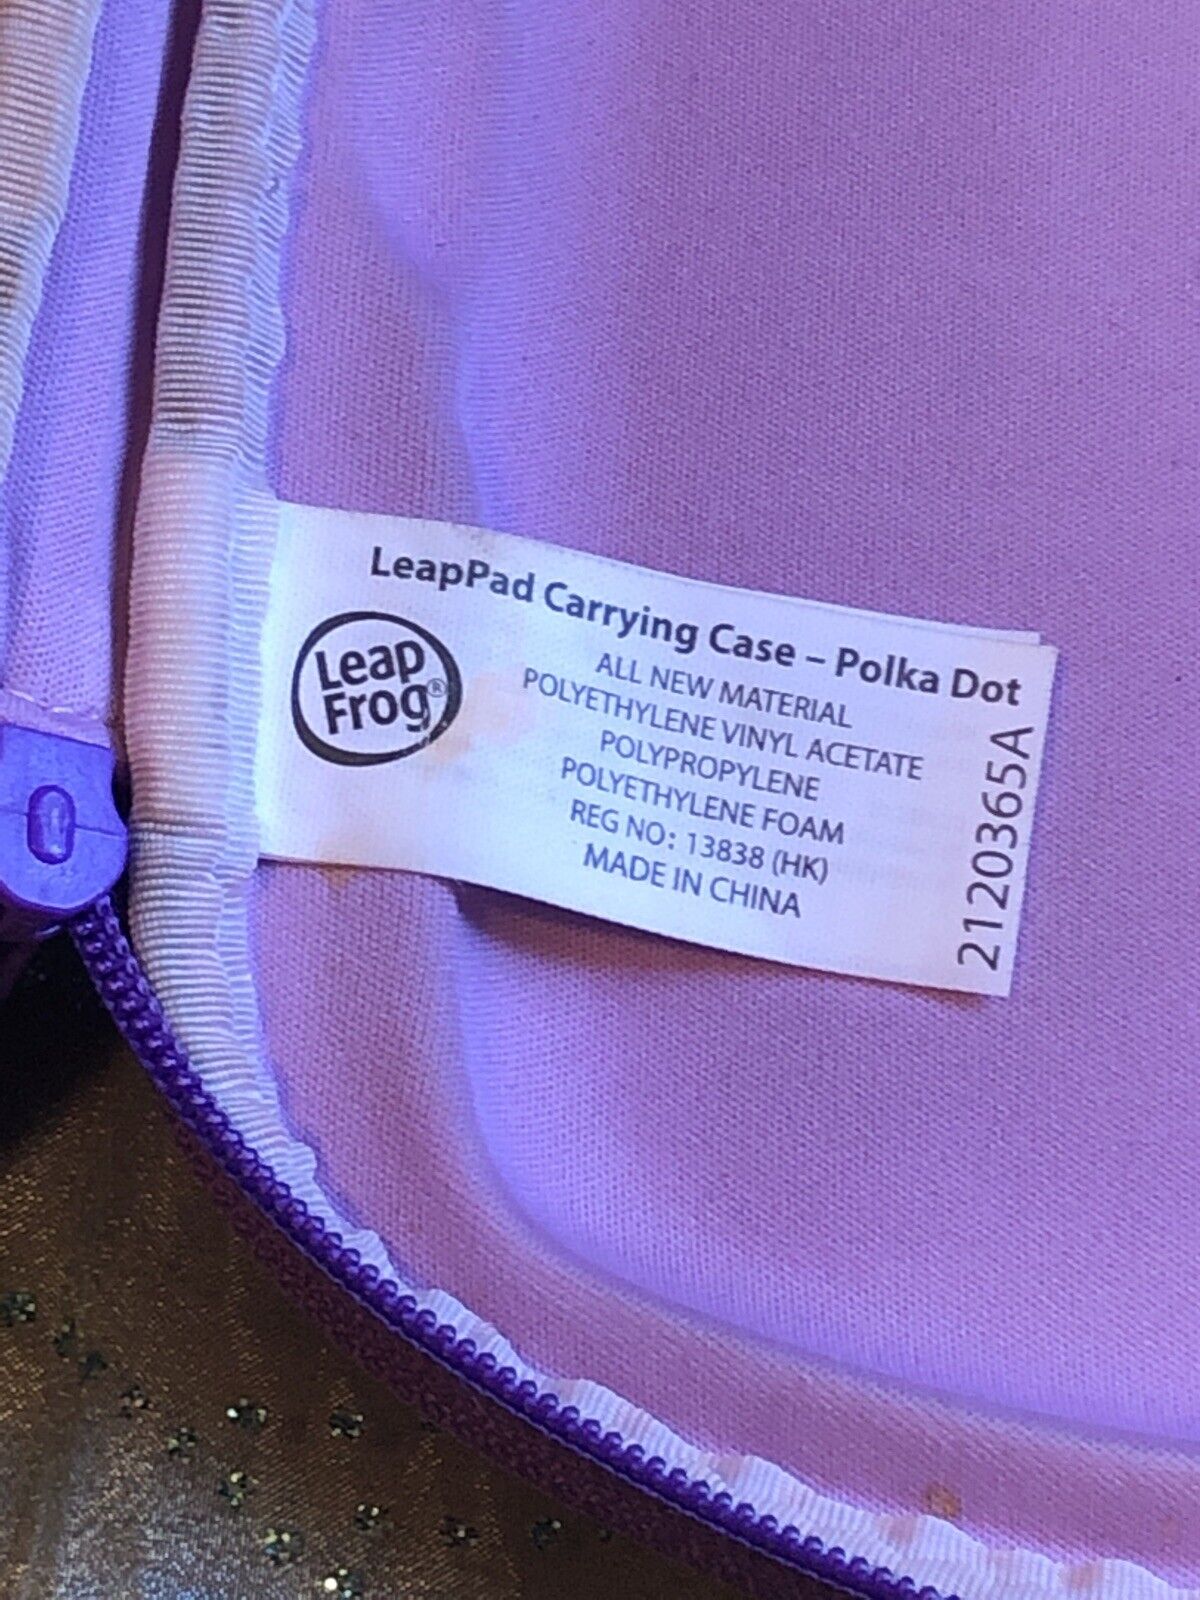 LeapPad Carrying Case – Polka Dot
Leap
Frog®
ALL NEW MATERIAL
POLYETHYLENE VINYL ACETATE
POLYPROPYLENE
POLYETHYLENE FOAM
REG NO: 13838 (HK)
MADE IN CHINA
2120365A